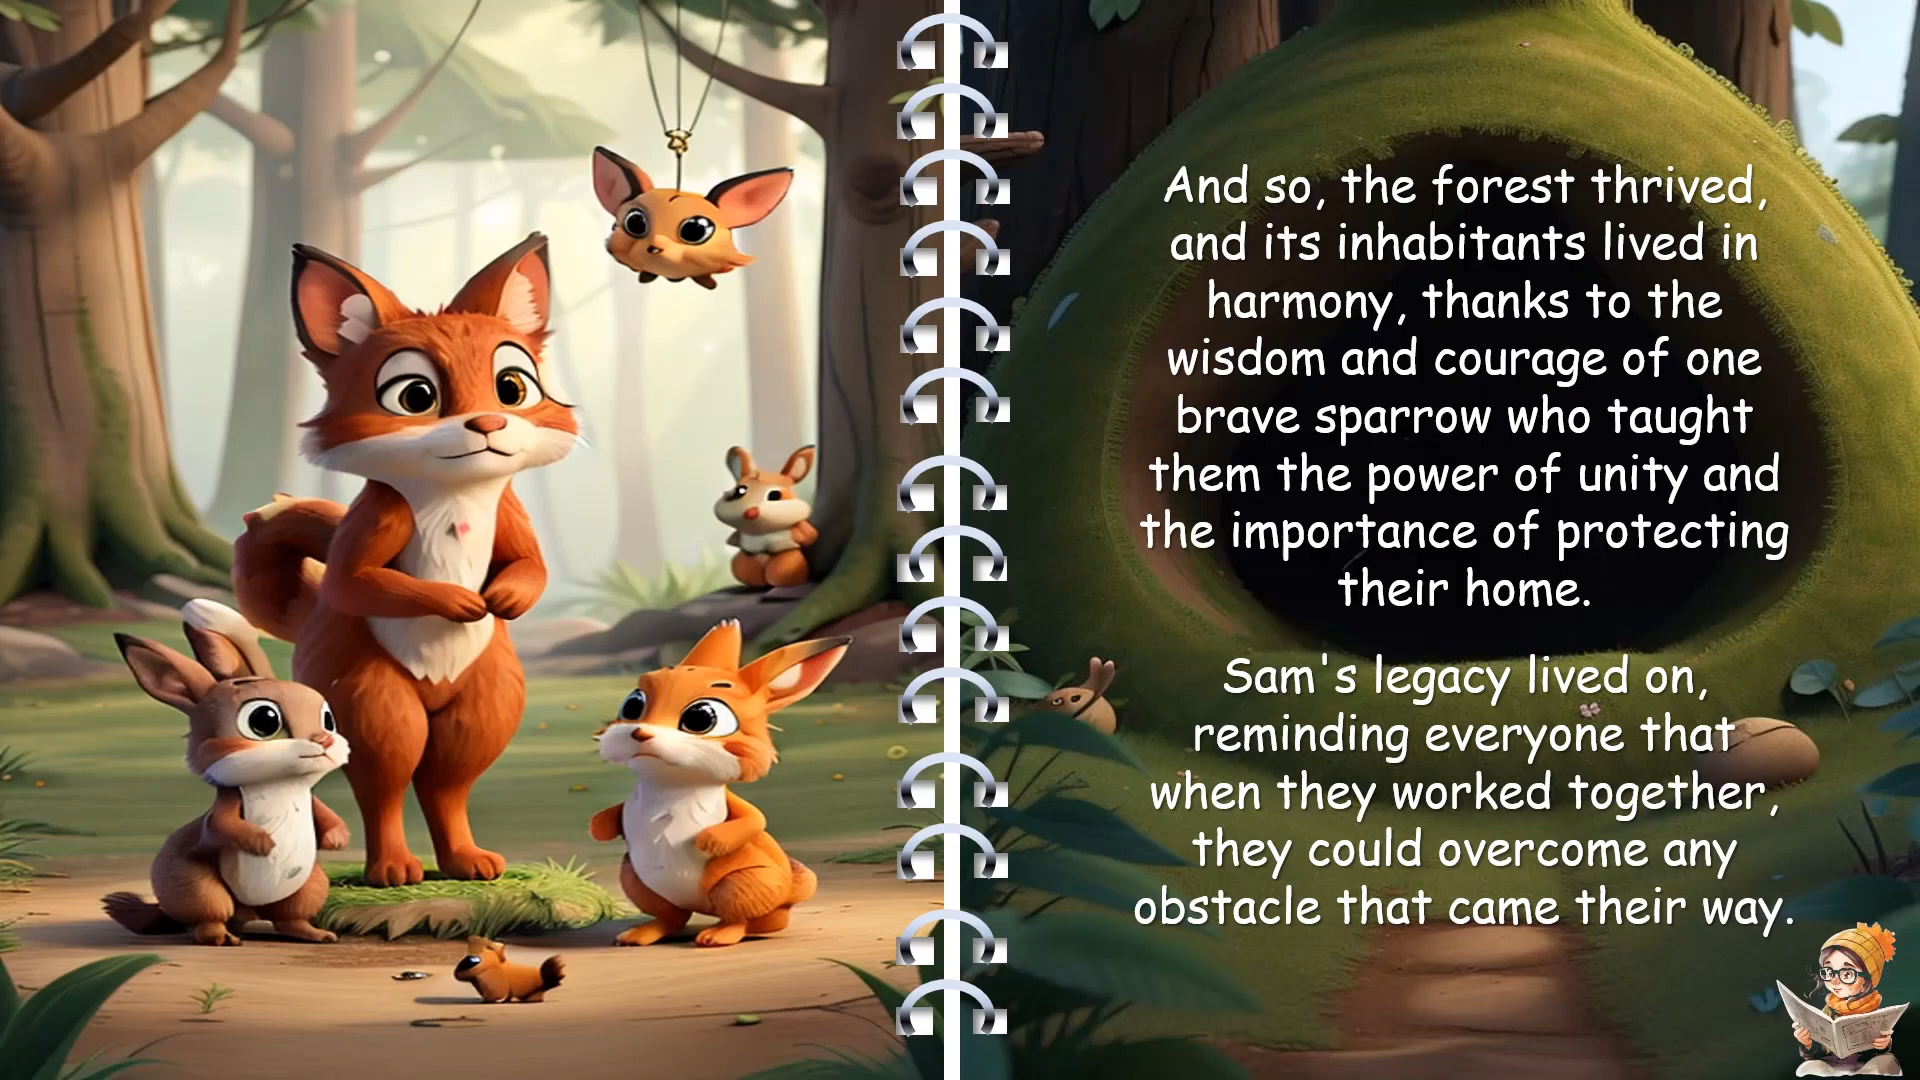 And so, the forest thrived,
and its inhabitants lived in
harmony, thanks to the
wisdom and courage of one
brave sparrow who taught
them the power of unity and
the importance of protecting
their home.
Sam's legacy lived on,
reminding everyone that
when they worked together,
they could overcome any
obstacle that came their way.